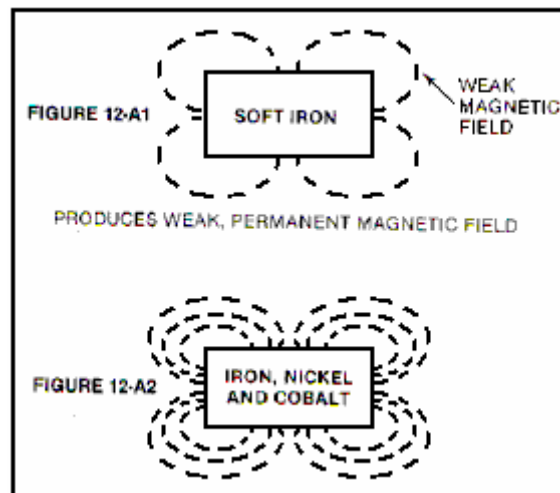 FIGURE 12-A1
SOFT IRON
WEAK
MAGNETIC
FIELD
PRODUCES WEAK, PERMANENT MAGNETIC FIELD
FIGURE 12-A2
IRON, NICKEL
AND COBALT